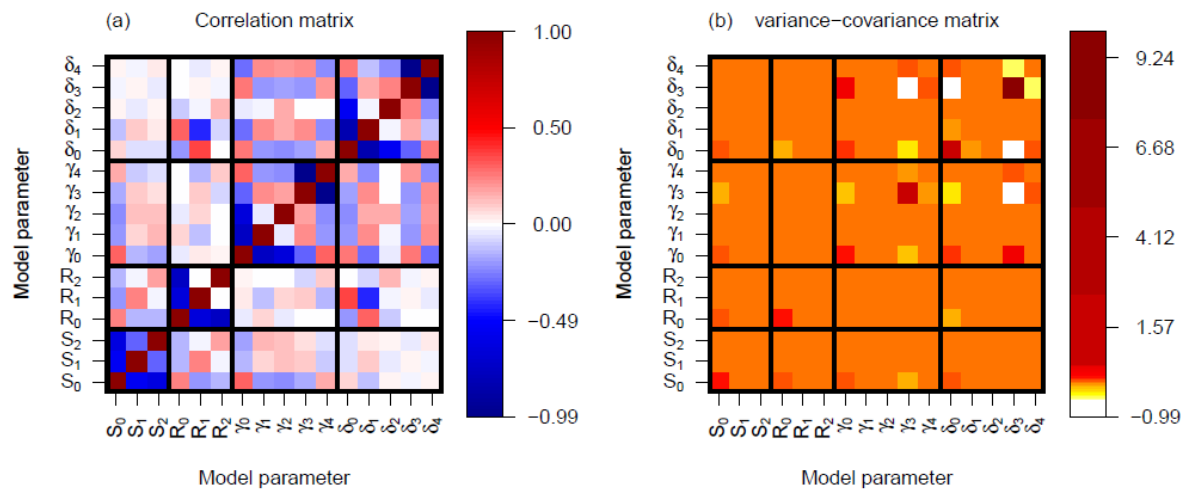 (a) Correlation matrix
(b) variance−covariance matrix
Model parameter
δ₄
δ₃
δ₂
δ₁
δ₀
γ₄
γ₃
γ₂
γ₁
γ₀
R₂
R₁
R₀
S₂
S₁
S₀
S₀ S₁ S₂ R₀ R₁ R₂ γ₀ γ₁ γ₂ γ₃ γ₄ δ₀ δ₁ δ₂ δ₃ δ₄
Model parameter
1.00
0.50
0.00
−0.49
−0.99
Model parameter
δ₄
δ₃
δ₂
δ₁
δ₀
γ₄
γ₃
γ₂
γ₁
γ₀
R₂
R₁
R₀
S₂
S₁
S₀
S₀ S₁ S₂ R₀ R₁ R₂ γ₀ γ₁ γ₂ γ₃ γ₄ δ₀ δ₁ δ₂ δ₃ δ₄
Model parameter
9.24
6.68
4.12
1.57
−0.99